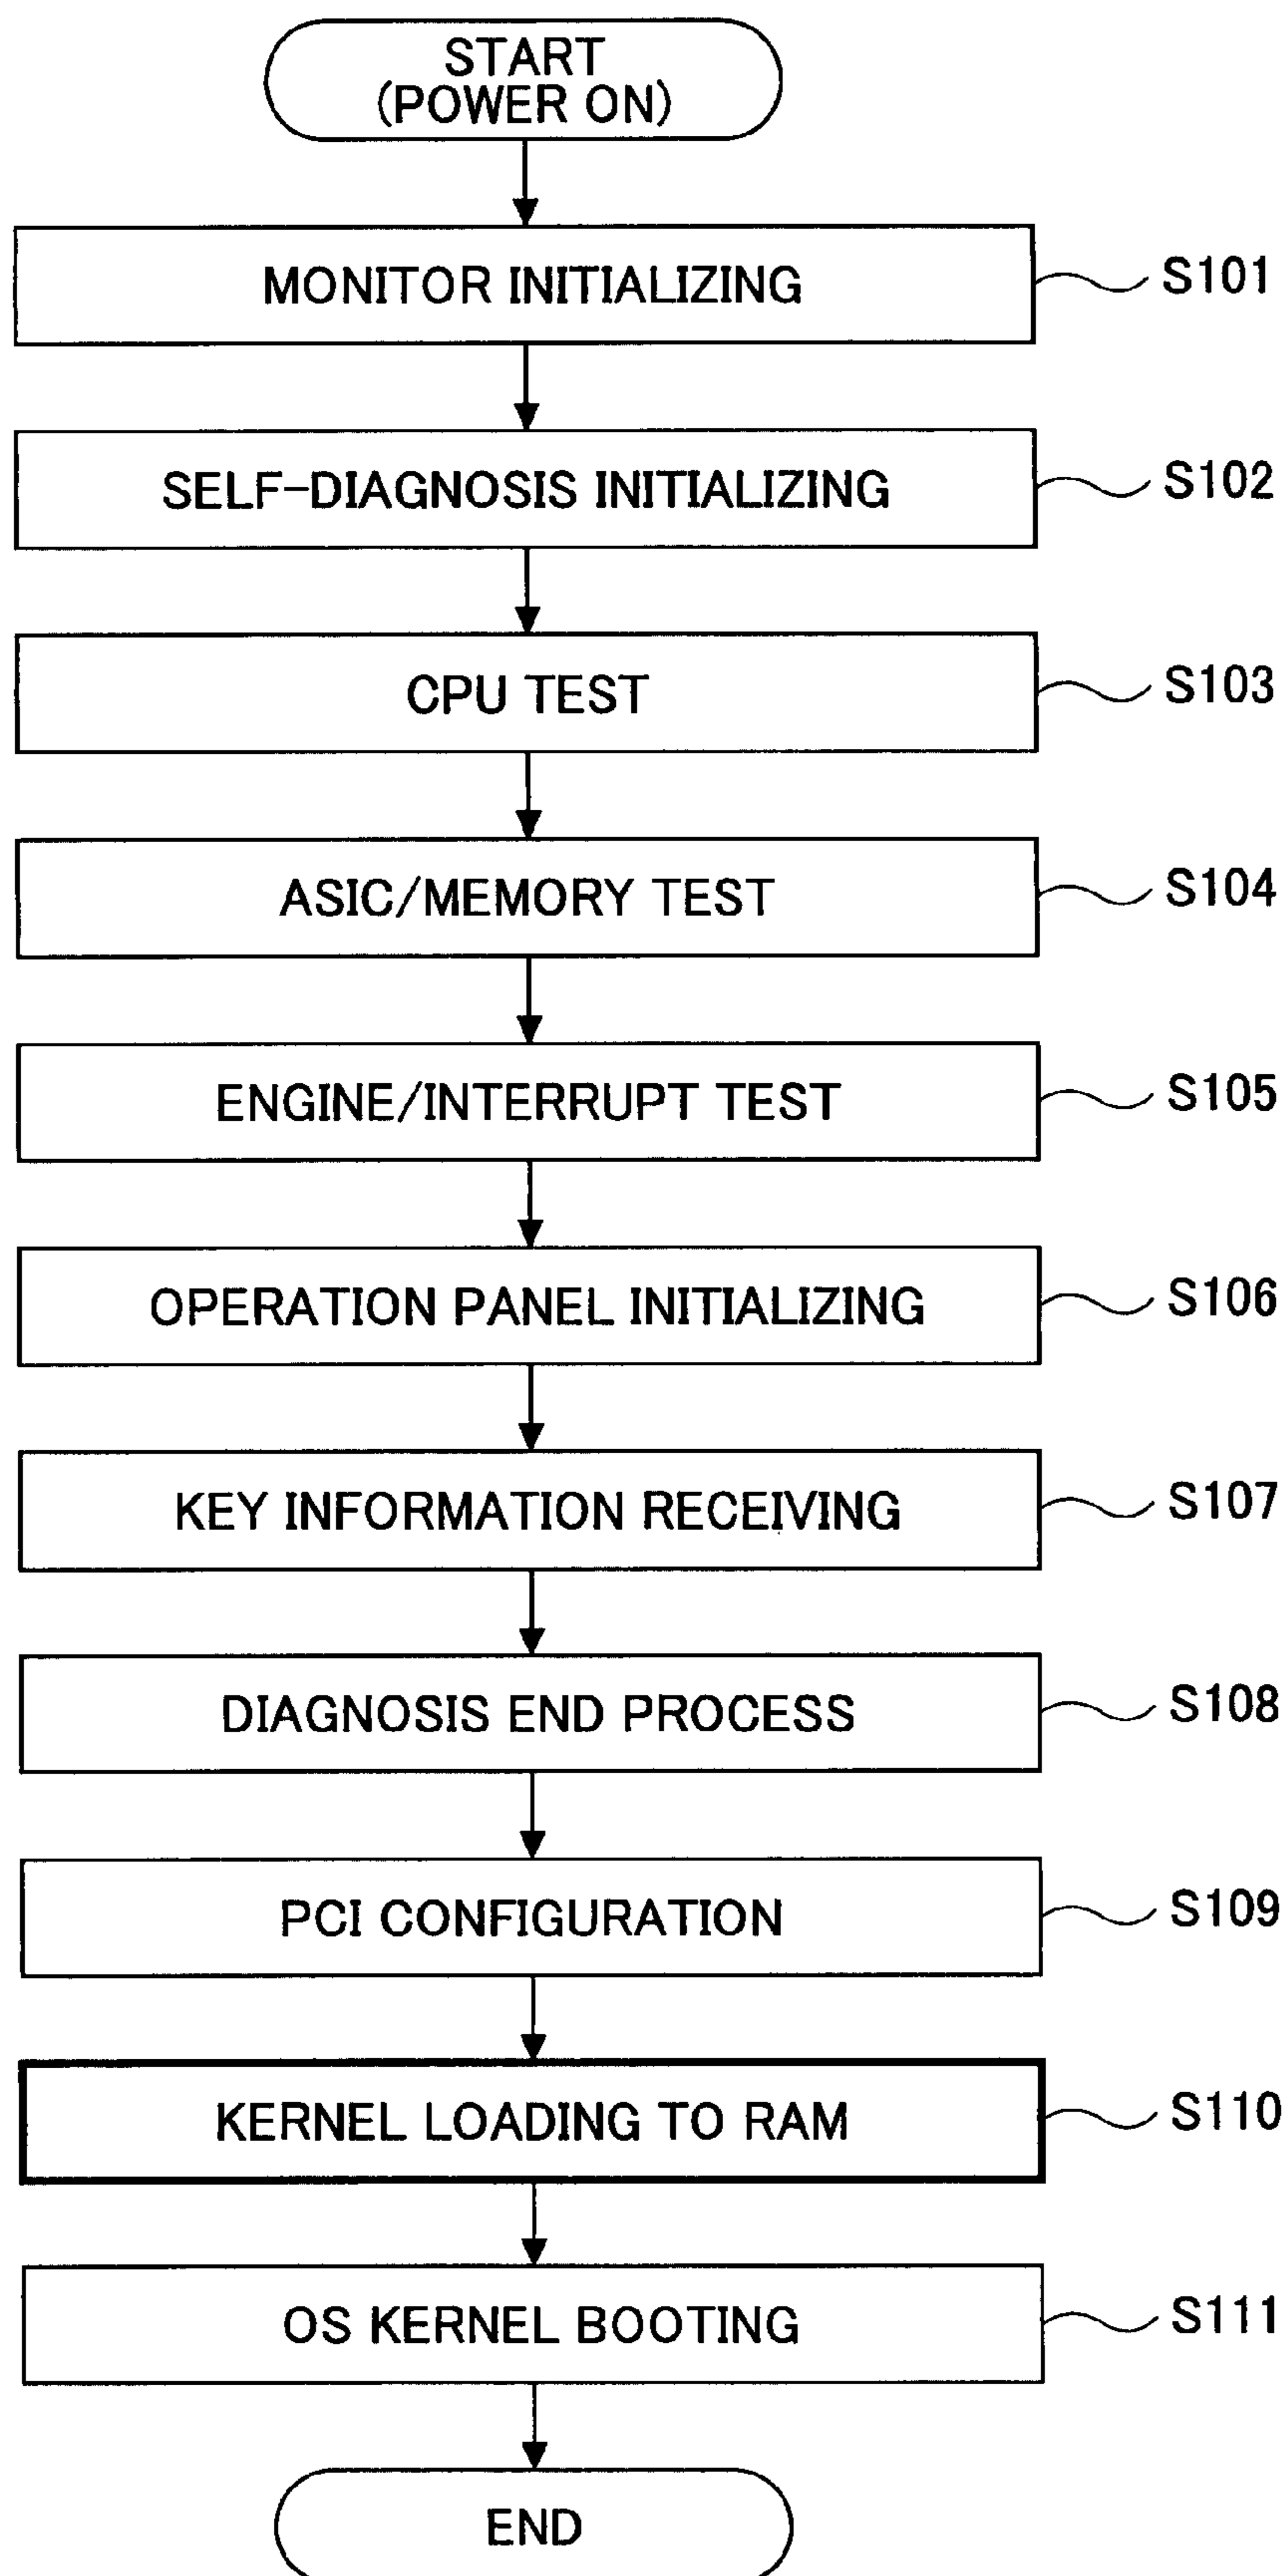 START
(POWER ON)
MONITOR INITIALIZING
S101
SELF-DIAGNOSIS INITIALIZING
S102
CPU TEST
S103
ASIC/MEMORY TEST
S104
ENGINE/INTERRUPT TEST
S105
OPERATION PANEL INITIALIZING
S106
KEY INFORMATION RECEIVING
S107
DIAGNOSIS END PROCESS
S108
PCI CONFIGURATION
S109
KERNEL LOADING TO RAM
S110
OS KERNEL BOOTING
S111
END